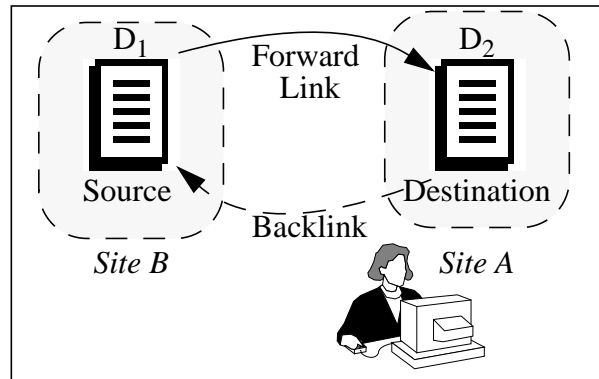 D1
D2
Forward
Link
Source
Destination
Backlink
Site B
Site A